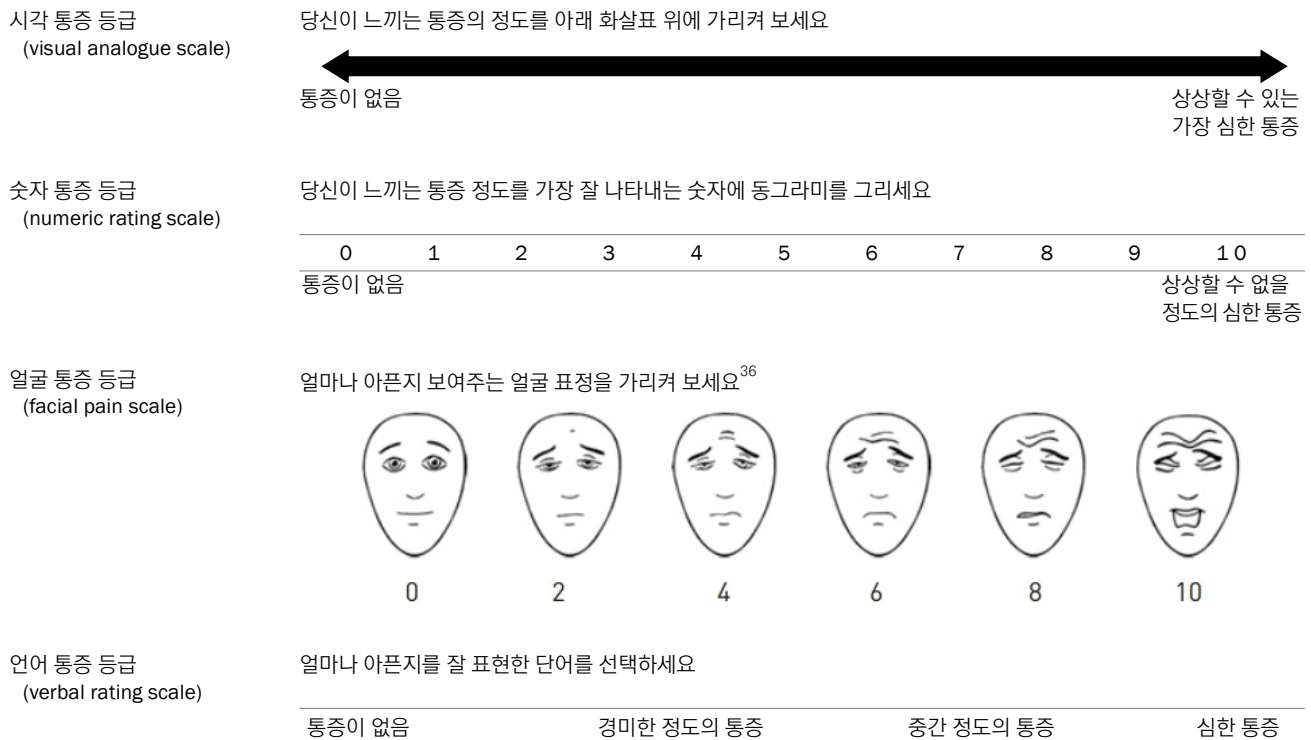 시각 통증 등급
(visual analogue scale)
당신이 느끼는 통증의 정도를 아래 화살표 위에 가리켜 보세요
통증이 없음
상상할 수 있는
가장 심한 통증
숫자 통증 등급
(numeric rating scale)
당신이 느끼는 통증 정도를 가장 잘 나타내는 숫자에 동그라미를 그리세요
0 1 2 3 4 5 6 7 8 9 10
통증이 없음
상상할 수 없을
정도의 심한 통증
얼굴 통증 등급
(facial pain scale)
얼마나 아픈지 보여주는 얼굴 표정을 가리켜 보세요36
0 2 4 6 8 10
언어 통증 등급
(verbal rating scale)
얼마나 아픈지를 잘 표현한 단어를 선택하세요
통증이 없음 경미한 정도의 통증 중간 정도의 통증 심한 통증